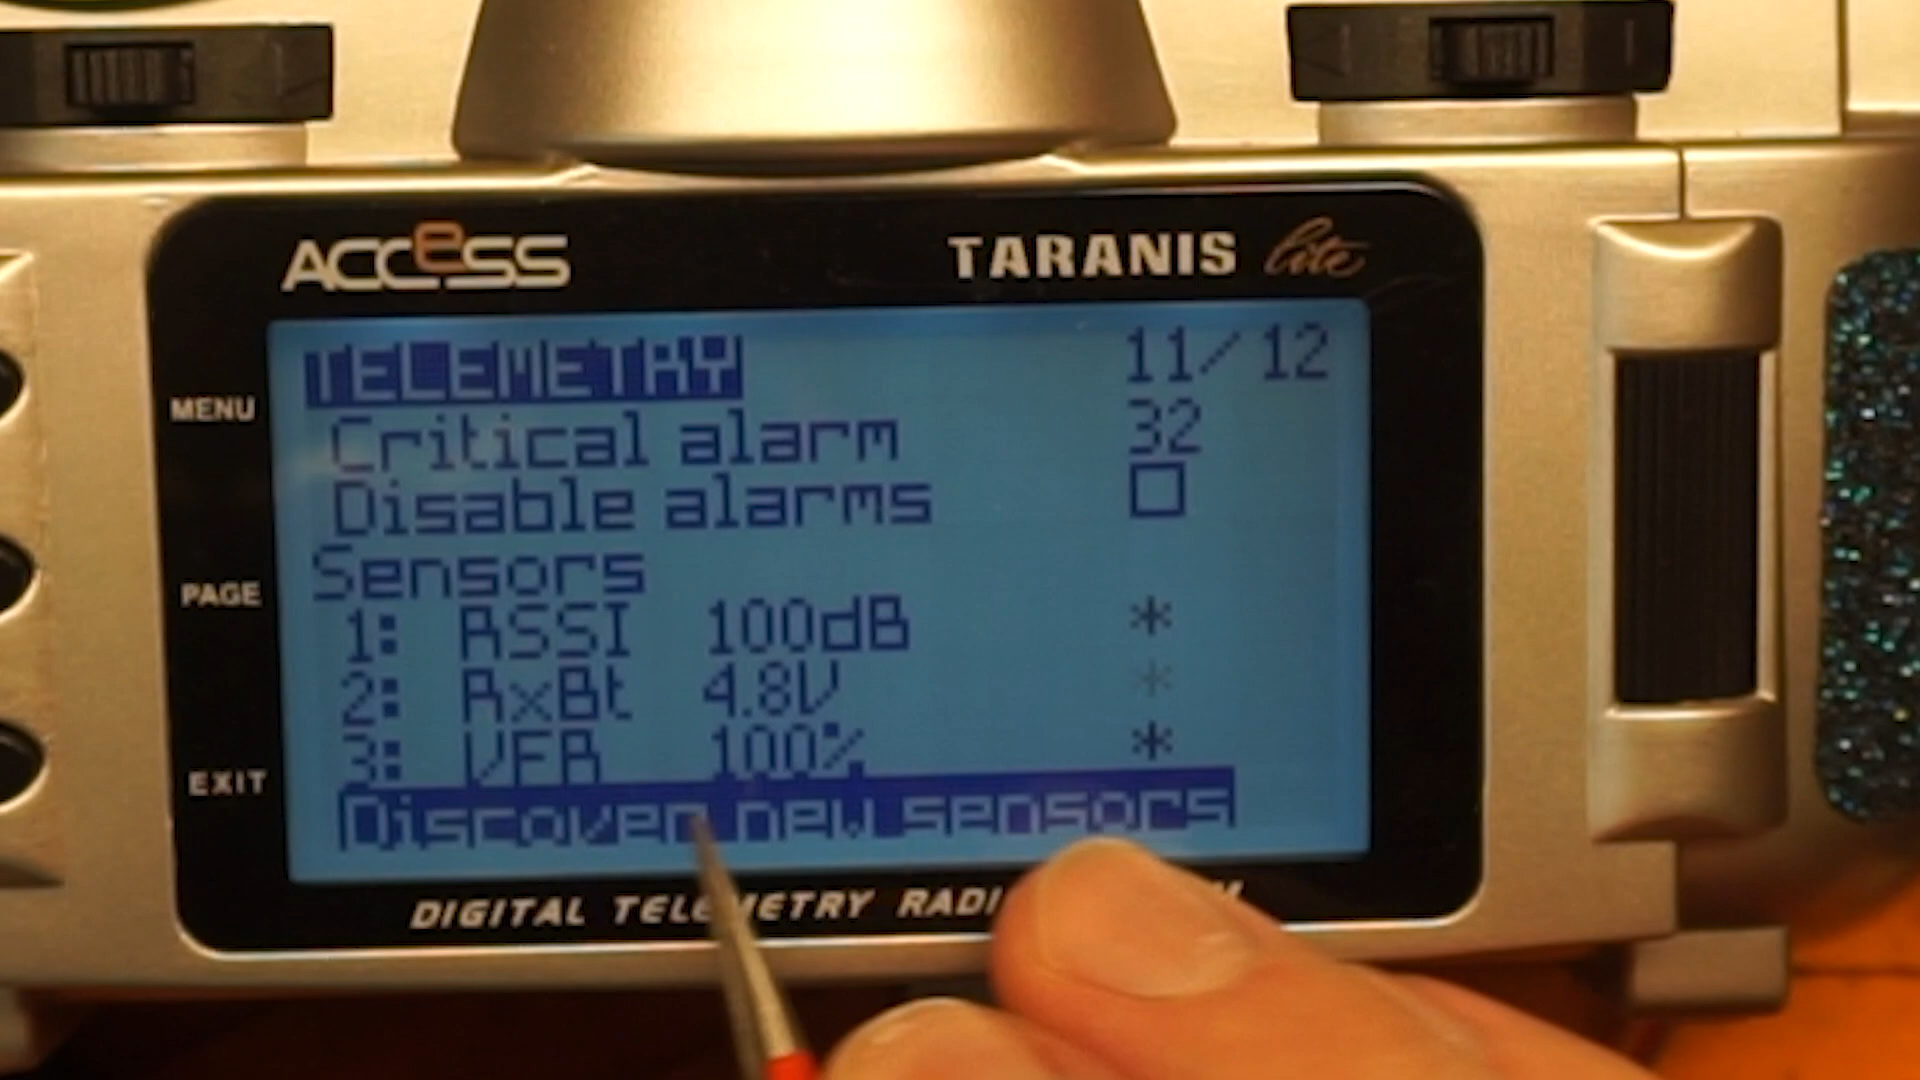 ACCeSS
TARANIS lite
TELEMETRY 11/12
Critical alarm 32
Disable alarms
Sensors
1: RSSI 100dB *
2: RxBt 4.8V *
3: VFR 100% *
Discover new sensors
MENU
PAGE
EXIT
DIGITAL TELEMETRY